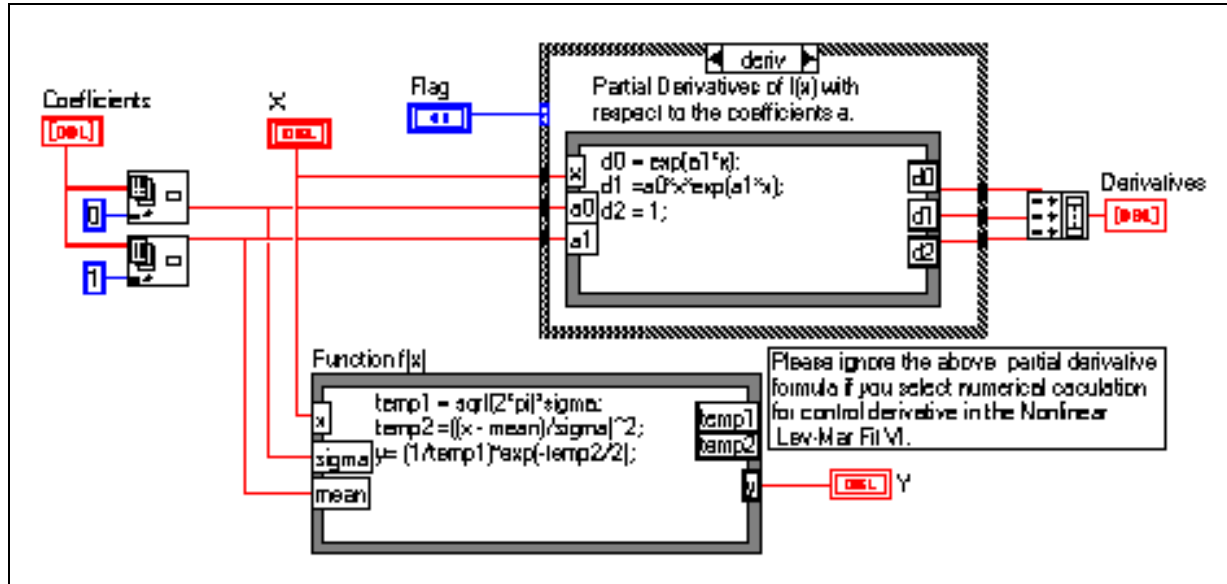 deriv
Partial Derivatives of f(x) with
respect to the coefficients a.
Flag
Coefficients
X
[DBL]
DBL
x
d0 = exp(a1*x);
d1 =a0*x*exp(a1*x);
d2 = 1;
a0
a1
d0
d1
d2
Derivatives
[DBL]
0
1
Function f(x)
x
temp1 = sqrt(2*pi)*sigma;
temp2 =((x - mean)/sigma)^2;
y= (1/temp1)*exp(-temp2/2);
sigma
mean
temp1
temp2
y
DBL
Y
Please ignore the above partial derivative
formula if you select numerical caculation
for control derivative in the Nonlinear
Lev-Mar Fit VI.